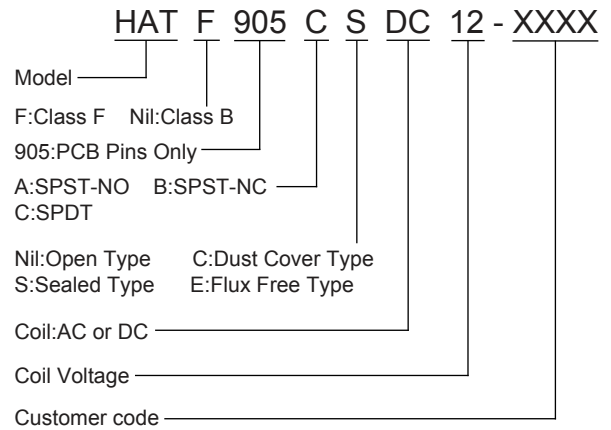 HAT F 905 C S DC 12 - XXXX
Model
F:Class F Nil:Class B
905:PCB Pins Only
A:SPST-NO B:SPST-NC
C:SPDT
Nil:Open Type C:Dust Cover Type
S:Sealed Type E:Flux Free Type
Coil:AC or DC
Coil Voltage
Customer code